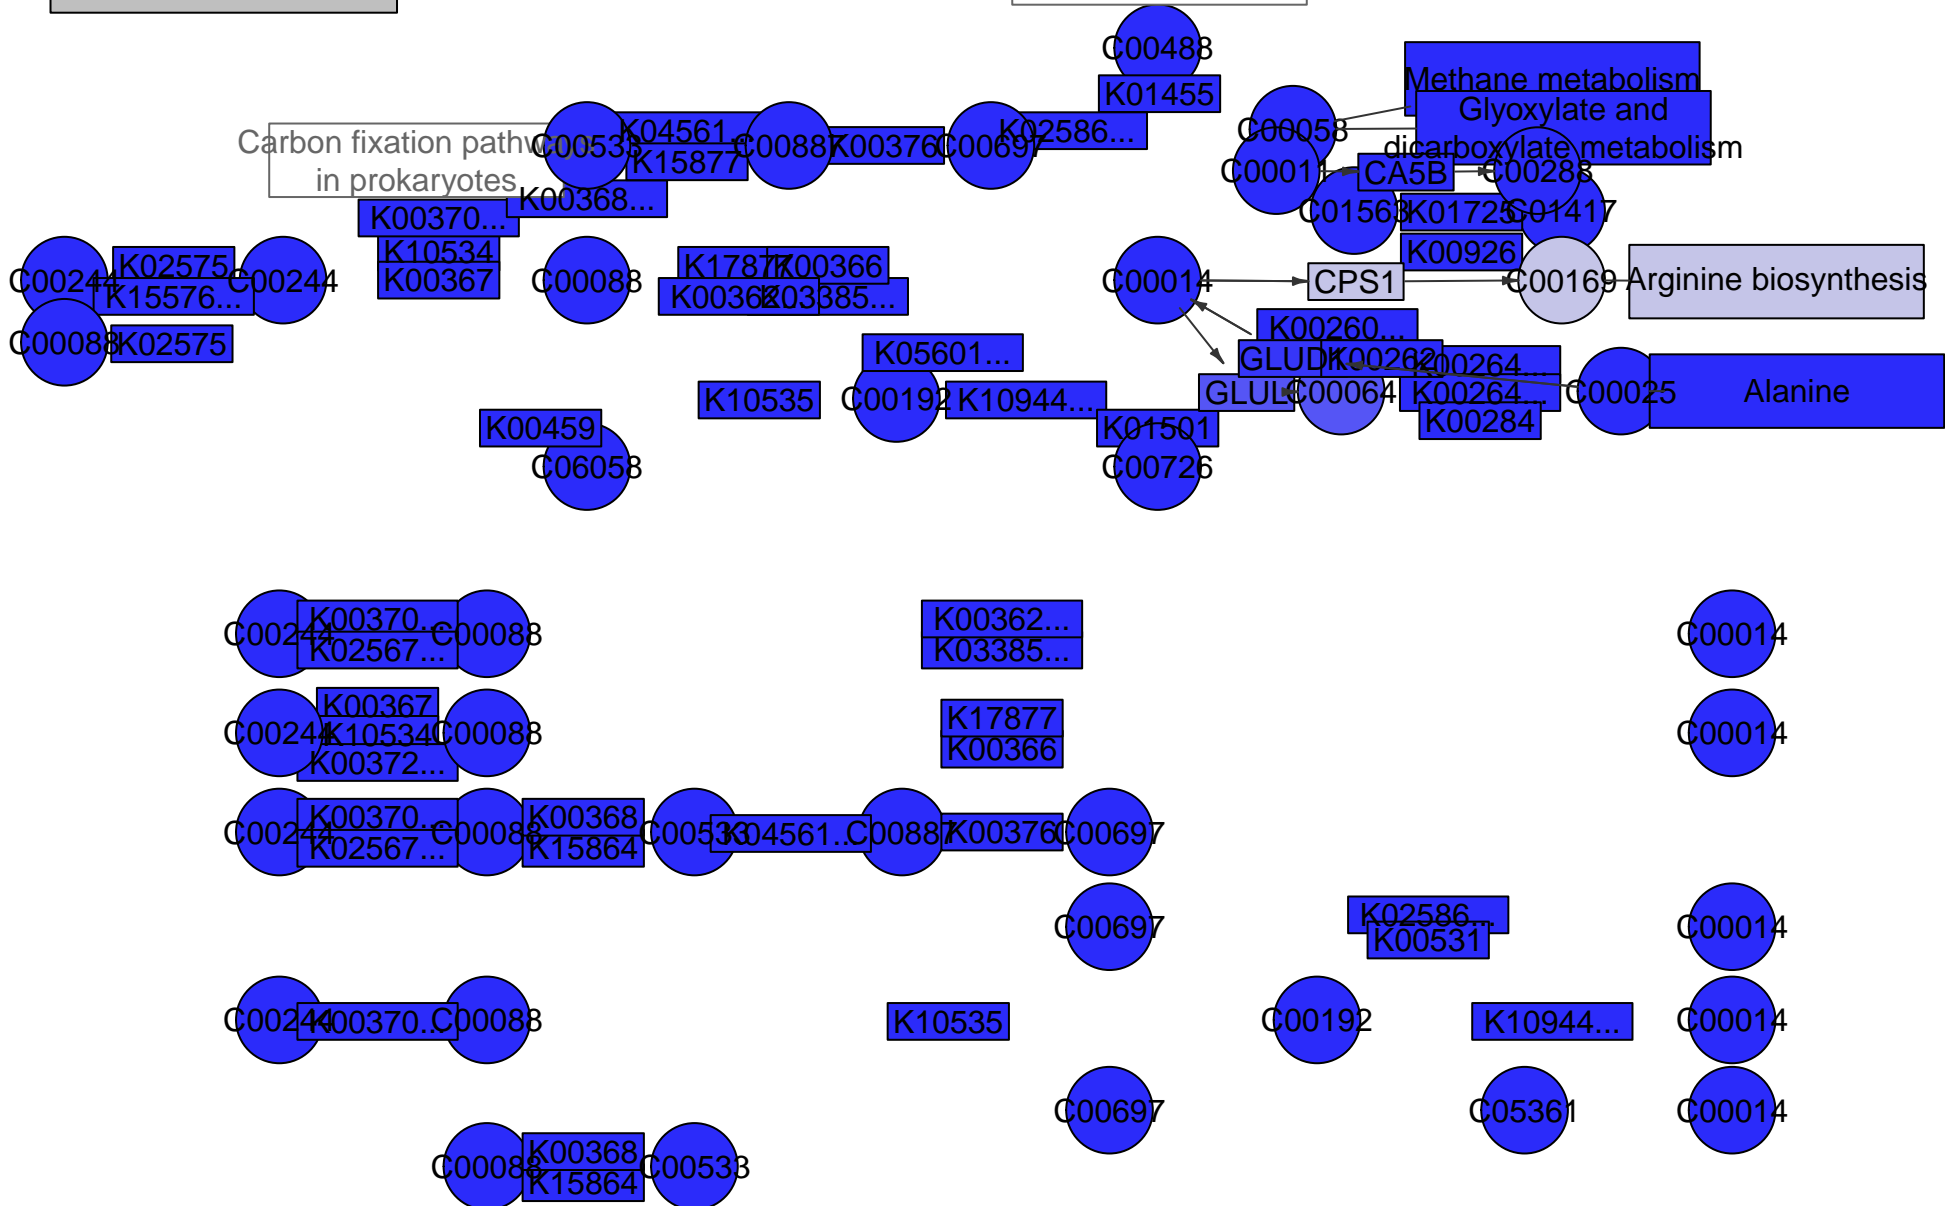 C00488
K01455
Methane metabolism
Glyoxylate and
dicarboxylate metabolism
C00058
Carbon fixation pathways
in prokaryotes
C00533
K04561...
K15877
C00887
K00376
C00697
K02586...
C00011
CA5B
C00288
C01563
K01725
C01417
K00368...
K00370...
K10534
K00367
K00926
C00244
K02575
K15576...
C00244
C00088
K17877
K00366
K00362...
K03385...
C00014
CPS1
C00169
Arginine biosynthesis
C00088
K02575
K00260...
K05601...
GLUD1
K00262
K00264...
K10535
C00192
K10944...
GLUL
C00064
K00264...
C00025
Alanine
K00284
K00459
K01501
C06058
C00726
C00244
K00370...
K02567...
C00088
K00362...
K03385...
C00014
K00367
C00244
K10534
C00088
K00372...
K17877
K00366
C00014
C00244
K00370...
K02567...
C00088
K00368
K15864
C00533
K04561...
C00887
K00376
C00697
C00697
K02586...
K00531
C00014
C00244
K00370...
C00088
K10535
C00192
K10944...
C00014
C00697
C05361
C00014
C00088
K00368
K15864
C00533